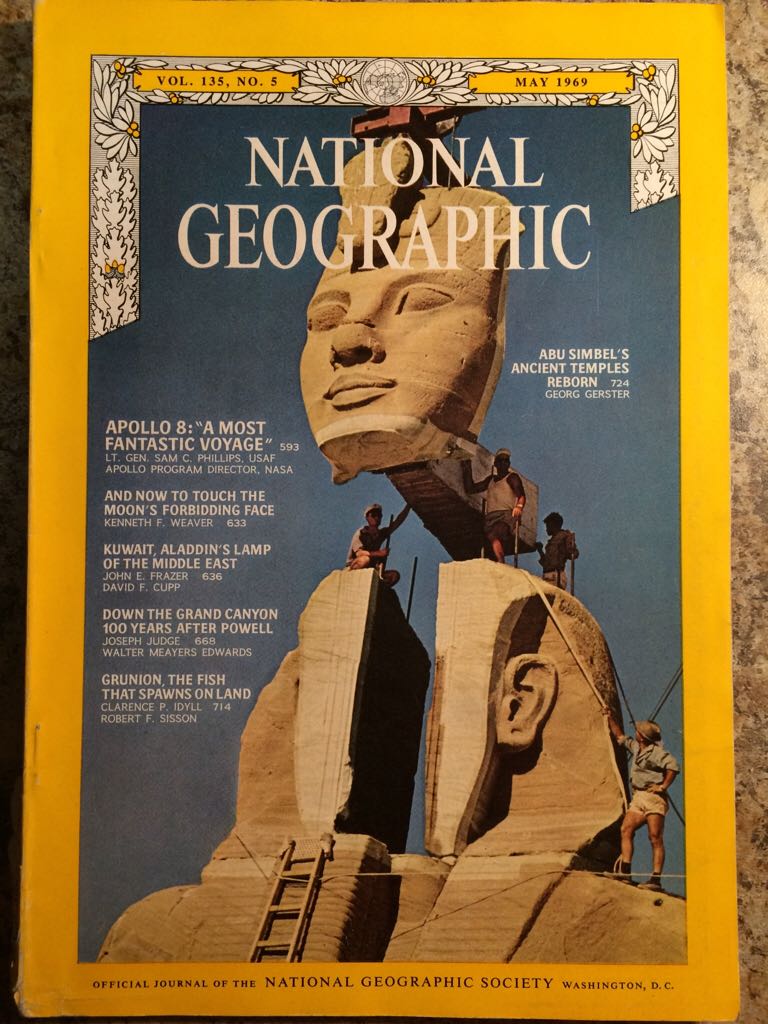 VOL. 135, NO. 5
MAY 1969
NATIONAL
GEOGRAPHIC
ABU SIMBEL'S
ANCIENT TEMPLES
REBORN 724
GEORG GERSTER
APOLLO 8: "A MOST
FANTASTIC VOYAGE" 593
LT. GEN. SAM C. PHILLIPS, USAF
APOLLO PROGRAM DIRECTOR, NASA
AND NOW TO TOUCH THE
MOON'S FORBIDDING FACE
KENNETH F. WEAVER 633
KUWAIT, ALADDIN'S LAMP
OF THE MIDDLE EAST
JOHN E. FRAZER 636
DAVID F. CUPP
DOWN THE GRAND CANYON
100 YEARS AFTER POWELL
JOSEPH JUDGE 668
WALTER MEAYERS EDWARDS
GRUNION, THE FISH
THAT SPAWNS ON LAND
CLARENCE P. IDYLL 714
ROBERT F. SISSON
OFFICIAL JOURNAL OF THE NATIONAL GEOGRAPHIC SOCIETY WASHINGTON, D.C.